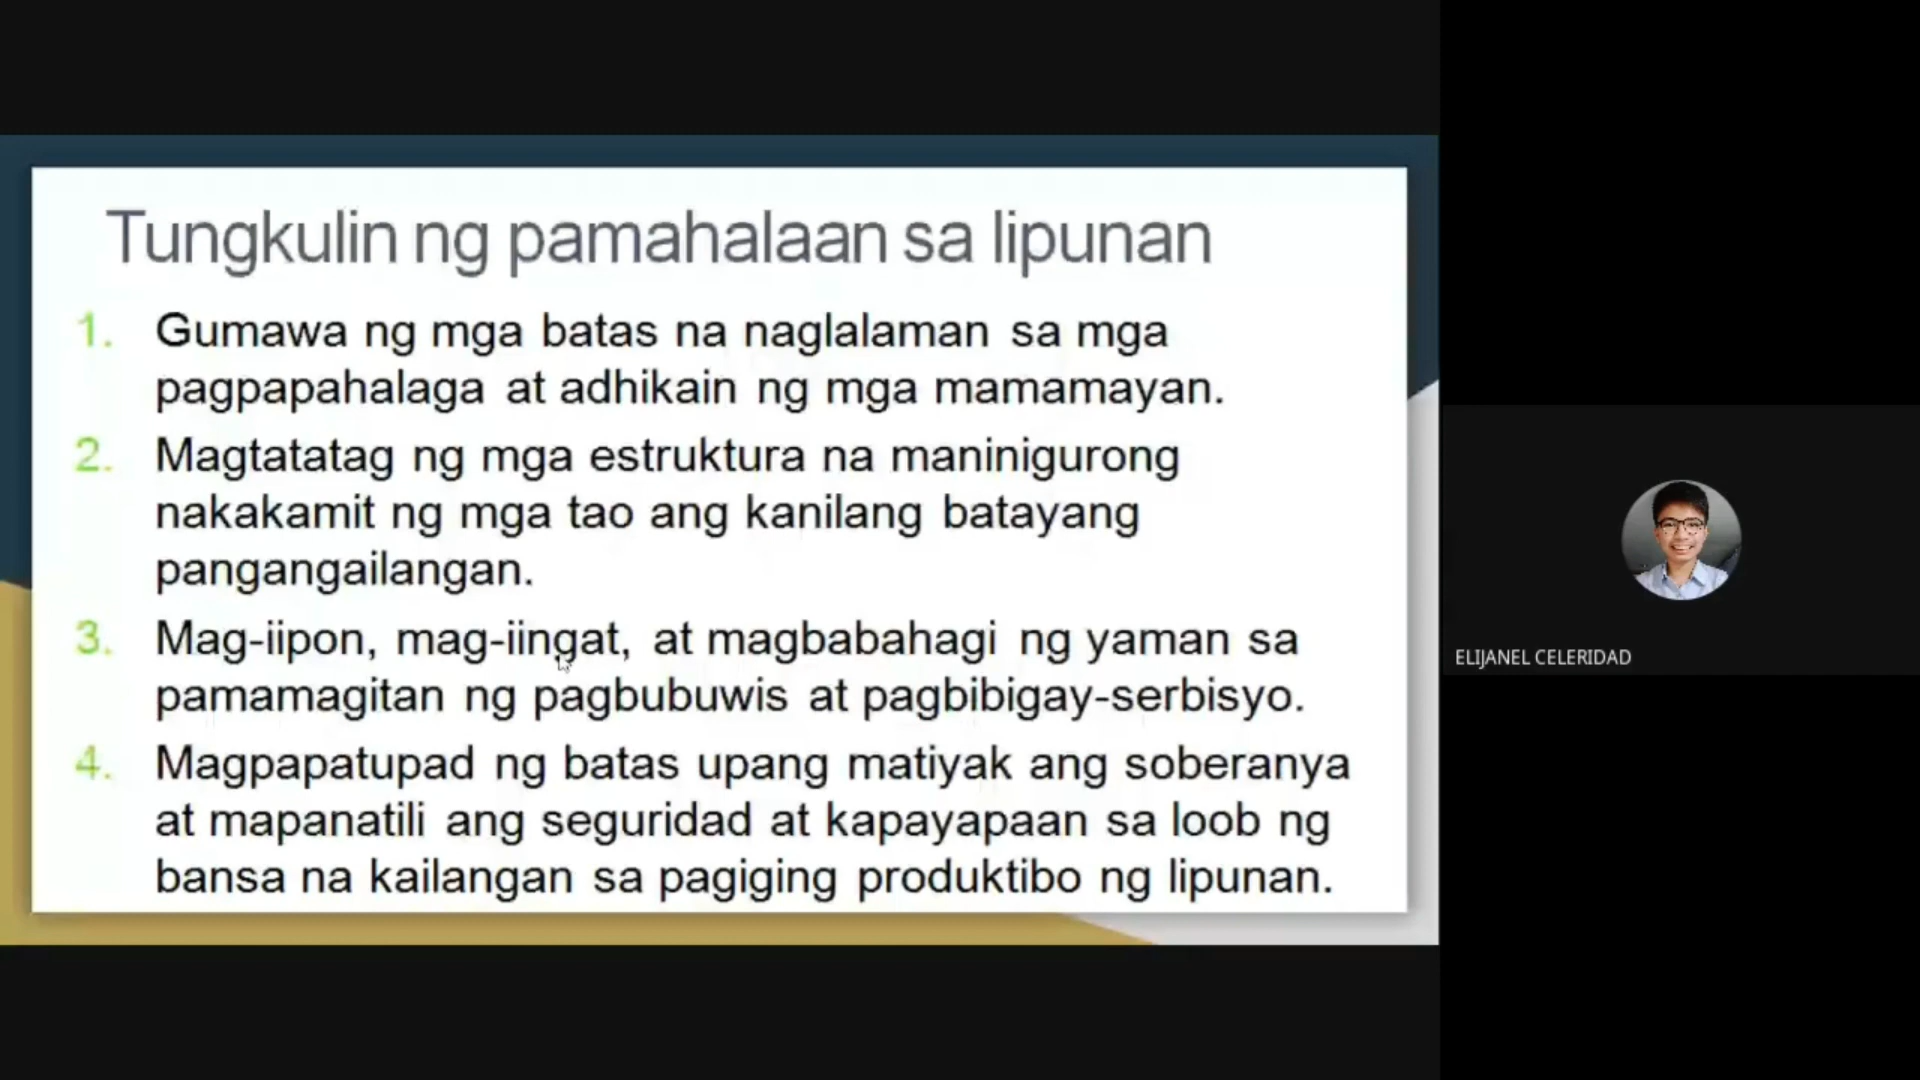 Tungkulin ng pamahalaan sa lipunan
1. Gumawa ng mga batas na naglalaman sa mga
pagpapahalaga at adhikain ng mga mamamayan.
2. Magtatatag ng mga estruktura na maninigurong
nakakamit ng mga tao ang kanilang batayang
pangangailangan.
3. Mag-iipon, mag-iingat, at magbabahagi ng yaman sa
pamamagitan ng pagbubuwis at pagbibigay-serbisyo.
4. Magpapatupad ng batas upang matiyak ang soberanya
at mapanatili ang seguridad at kapayapaan sa loob ng
bansa na kailangan sa pagiging produktibo ng lipunan.
ELIJANEL CELERIDAD